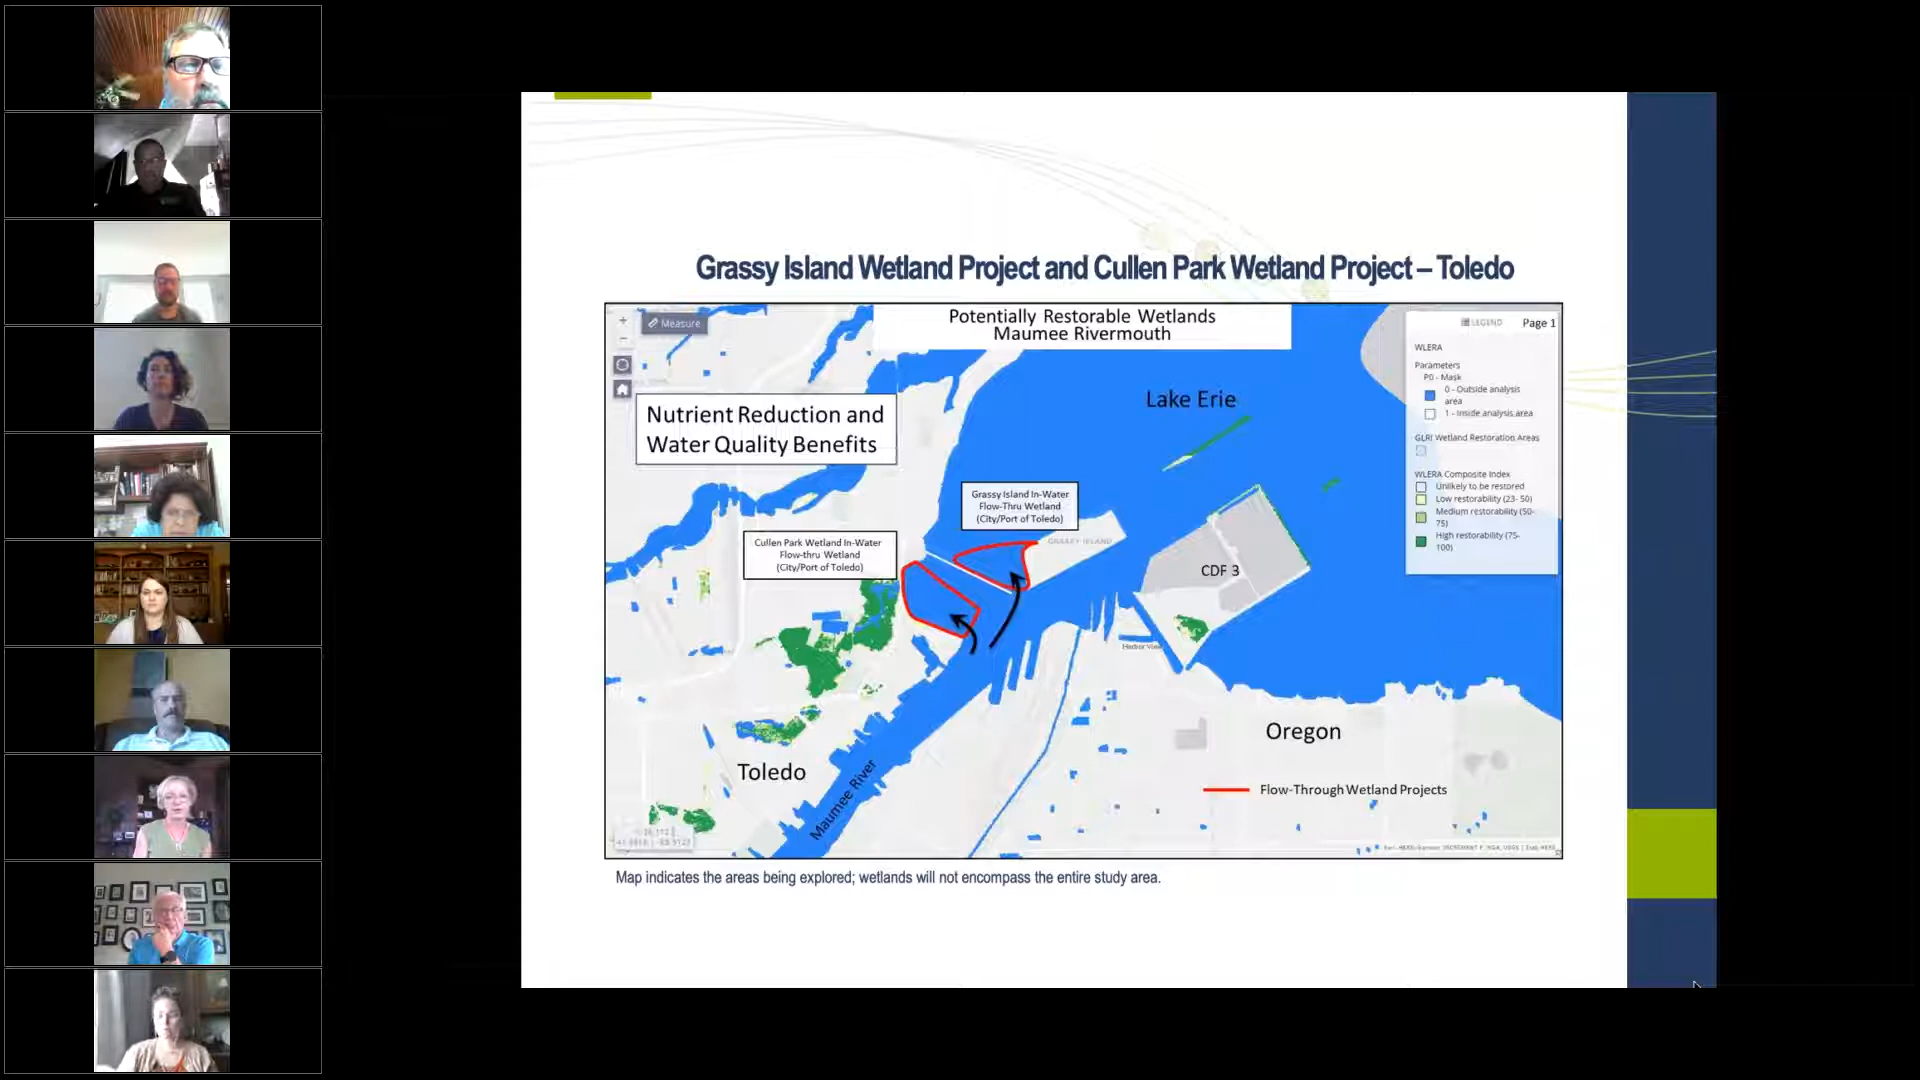 Grassy Island Wetland Project and Cullen Park Wetland Project – Toledo
Potentially Restorable Wetlands
Maumee Rivermouth
Measure
Nutrient Reduction and
Water Quality Benefits
Lake Erie
LEGEND Page 1
WLERA
Parameters
P0 - Mask
0 - Outside analysis
area
1 - Inside analysis area
GLRI Wetland Restoration Areas
WLERA Composite Index
Unlikely to be restored
Low restorability (23- 50)
Medium restorability (50-
75)
High restorability (75-
100)
Grassy Island In-Water
Flow-Thru Wetland
(City/Port of Toledo)
Cullen Park Wetland In-Water
Flow-thru Wetland
(City/Port of Toledo)
GRASSY ISLAND
CDF 3
Harbor View
Oregon
Toledo
Maumee River
Flow-Through Wetland Projects
Map indicates the areas being explored; wetlands will not encompass the entire study area.